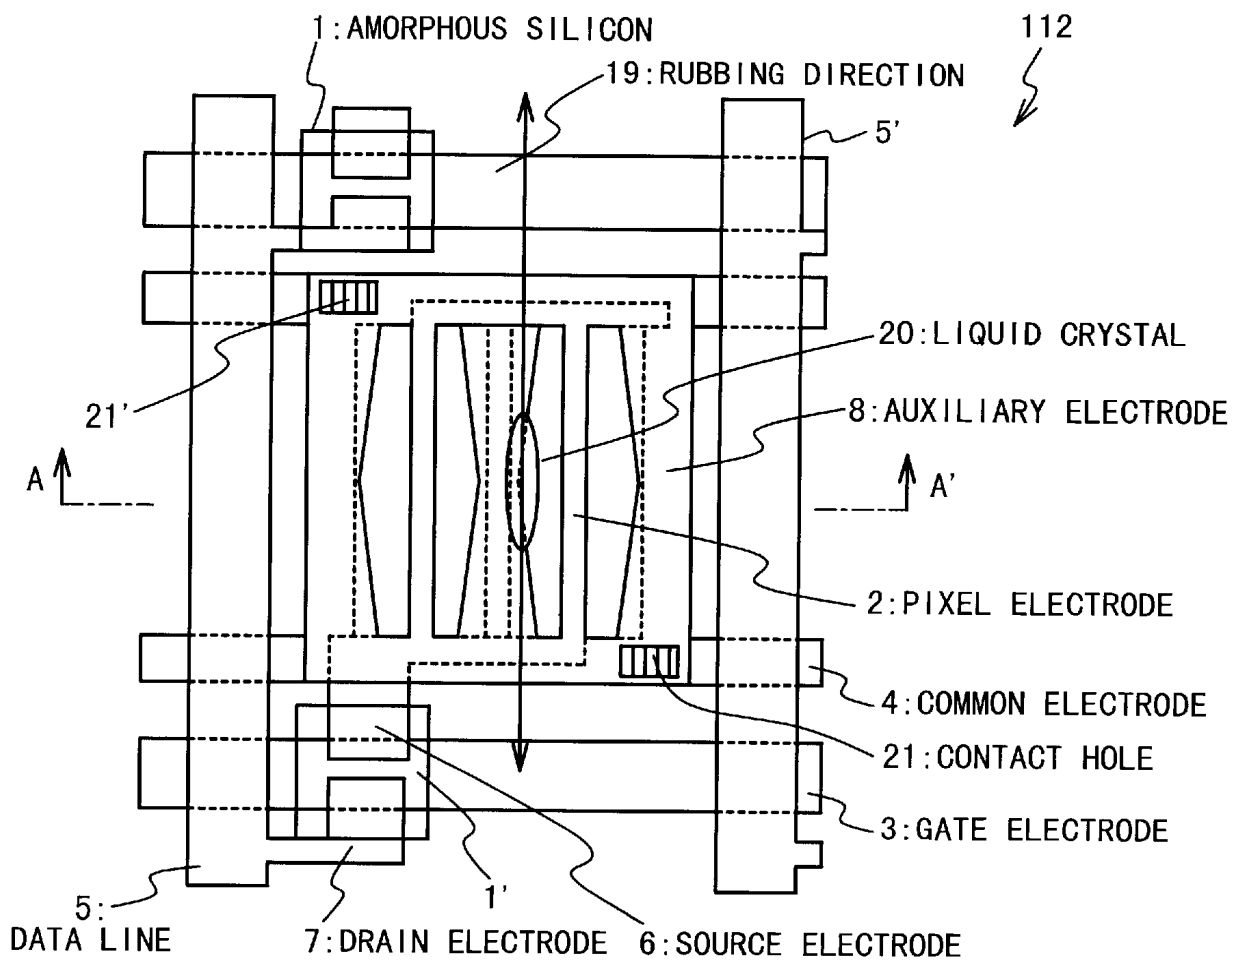 1:AMORPHOUS SILICON
112
19:RUBBING DIRECTION
5'
20:LIQUID CRYSTAL
21'
8:AUXILIARY ELECTRODE
A
A'
2:PIXEL ELECTRODE
4:COMMON ELECTRODE
21:CONTACT HOLE
3:GATE ELECTRODE
1'
5:
DATA LINE
7:DRAIN ELECTRODE
6:SOURCE ELECTRODE